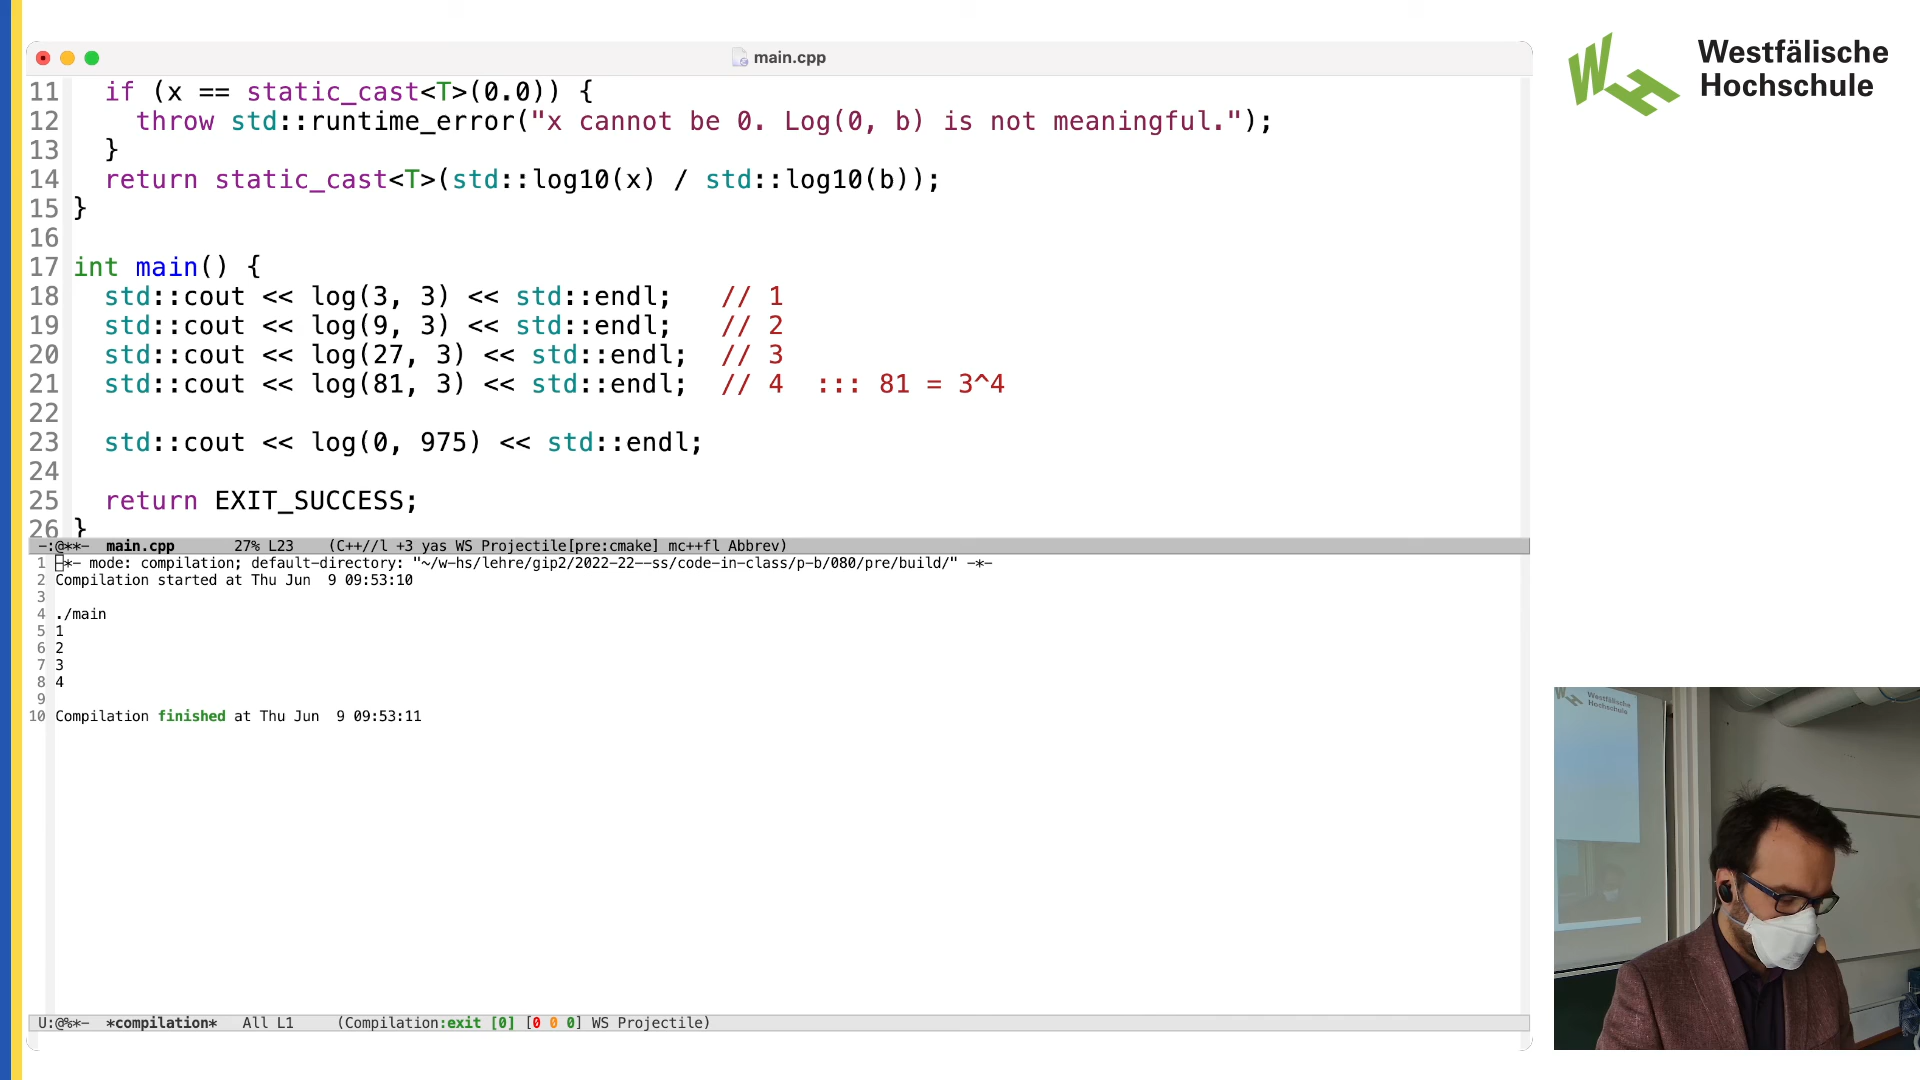 main.cpp
Westfälische
Hochschule
11 if (x == static_cast<T>(0.0)) {
12 throw std::runtime_error("x cannot be 0. Log(0, b) is not meaningful.");
13 }
14 return static_cast<T>(std::log10(x) / std::log10(b));
15 }
16
17 int main() {
18 std::cout << log(3, 3) << std::endl; // 1
19 std::cout << log(9, 3) << std::endl; // 2
20 std::cout << log(27, 3) << std::endl; // 3
21 std::cout << log(81, 3) << std::endl; // 4 ::: 81 = 3^4
22
23 std::cout << log(0, 975) << std::endl;
24
25 return EXIT_SUCCESS;
26 }
-:@**- main.cpp 27% L23 (C++//l +3 yas WS Projectile[pre:cmake] mc++fl Abbrev)
1 -*- mode: compilation; default-directory: "~/w-hs/lehre/gip2/2022-22--ss/code-in-class/p-b/080/pre/build/" -*-
2 Compilation started at Thu Jun 9 09:53:10
3
4 ./main
5 1
6 2
7 3
8 4
9
10 Compilation finished at Thu Jun 9 09:53:11
U:@%*- *compilation* All L1 (Compilation:exit [0] [0 0 0] WS Projectile)
Westfälische
Hochschule